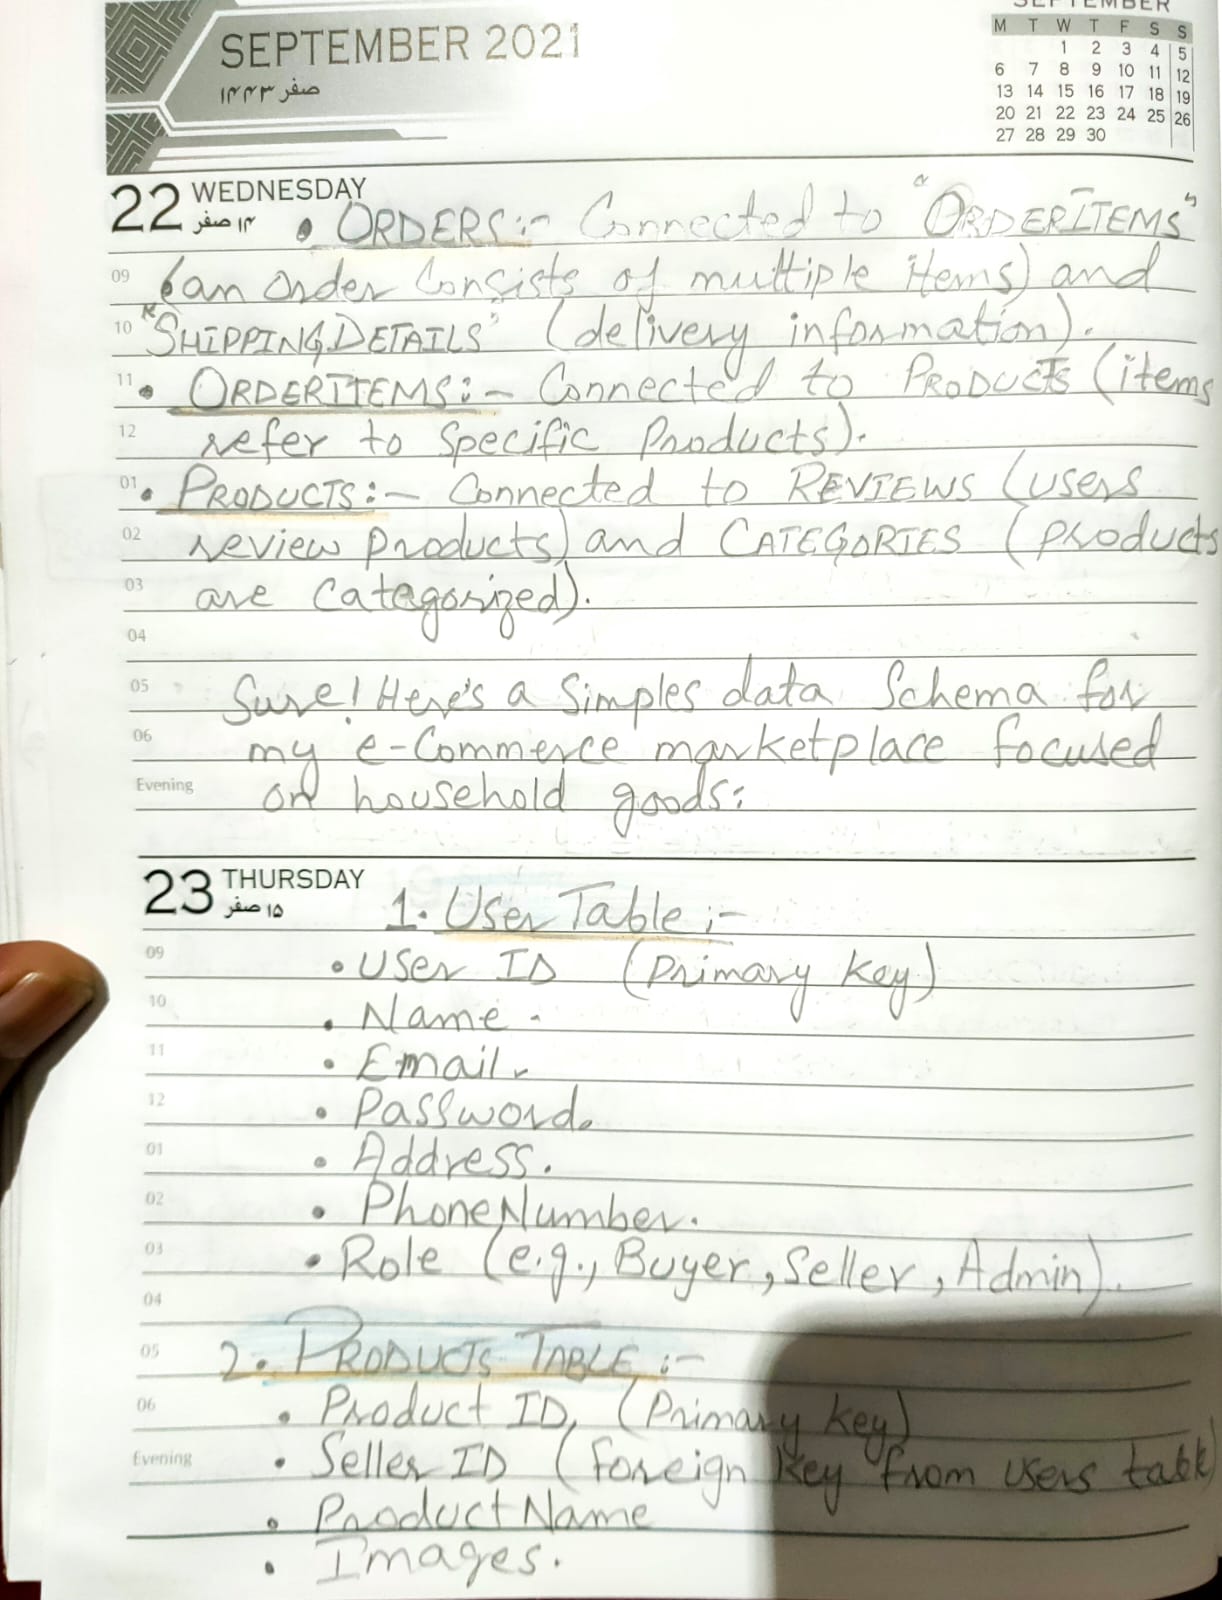 SEPTEMBER 2021
صفر ۱۴۴۳
SEPTEMBER
M T W T F S S
1 2 3 4 5
6 7 8 9 10 11 12
13 14 15 16 17 18 19
20 21 22 23 24 25 26
27 28 29 30
22 WEDNESDAY
۱۴ صفر
• ORDERS:- Connected to "ORDERITEMS"
09 (an order Consists of multiple items) and
10 "SHIPPING DETAILS" (delivery information).
11 • ORDERITEMS:- Connected to PRODUCTS (items
12 refer to Specific Products).
01 • PRODUCTS:- Connected to REVIEWS (users
02 review products) and CATEGORIES (products
03 are Categorized).
04
05 Sure! Here's a Simples data Schema for
06 my e-Commerce marketplace focused
Evening on household goods:
23 THURSDAY
۱۵ صفر
1. User Table:-
09 • User ID (Primary Key)
10 • Name.
11 • Email.
12 • Password.
01 • Address.
02 • PhoneNumber.
03 • Role (e.g., Buyer, Seller, Admin).
04
05 2. PRODUCTS TABLE:-
06 • Product ID, (Primary Key)
Evening • Seller ID (foreign Key from users table)
• Product Name
• Images.